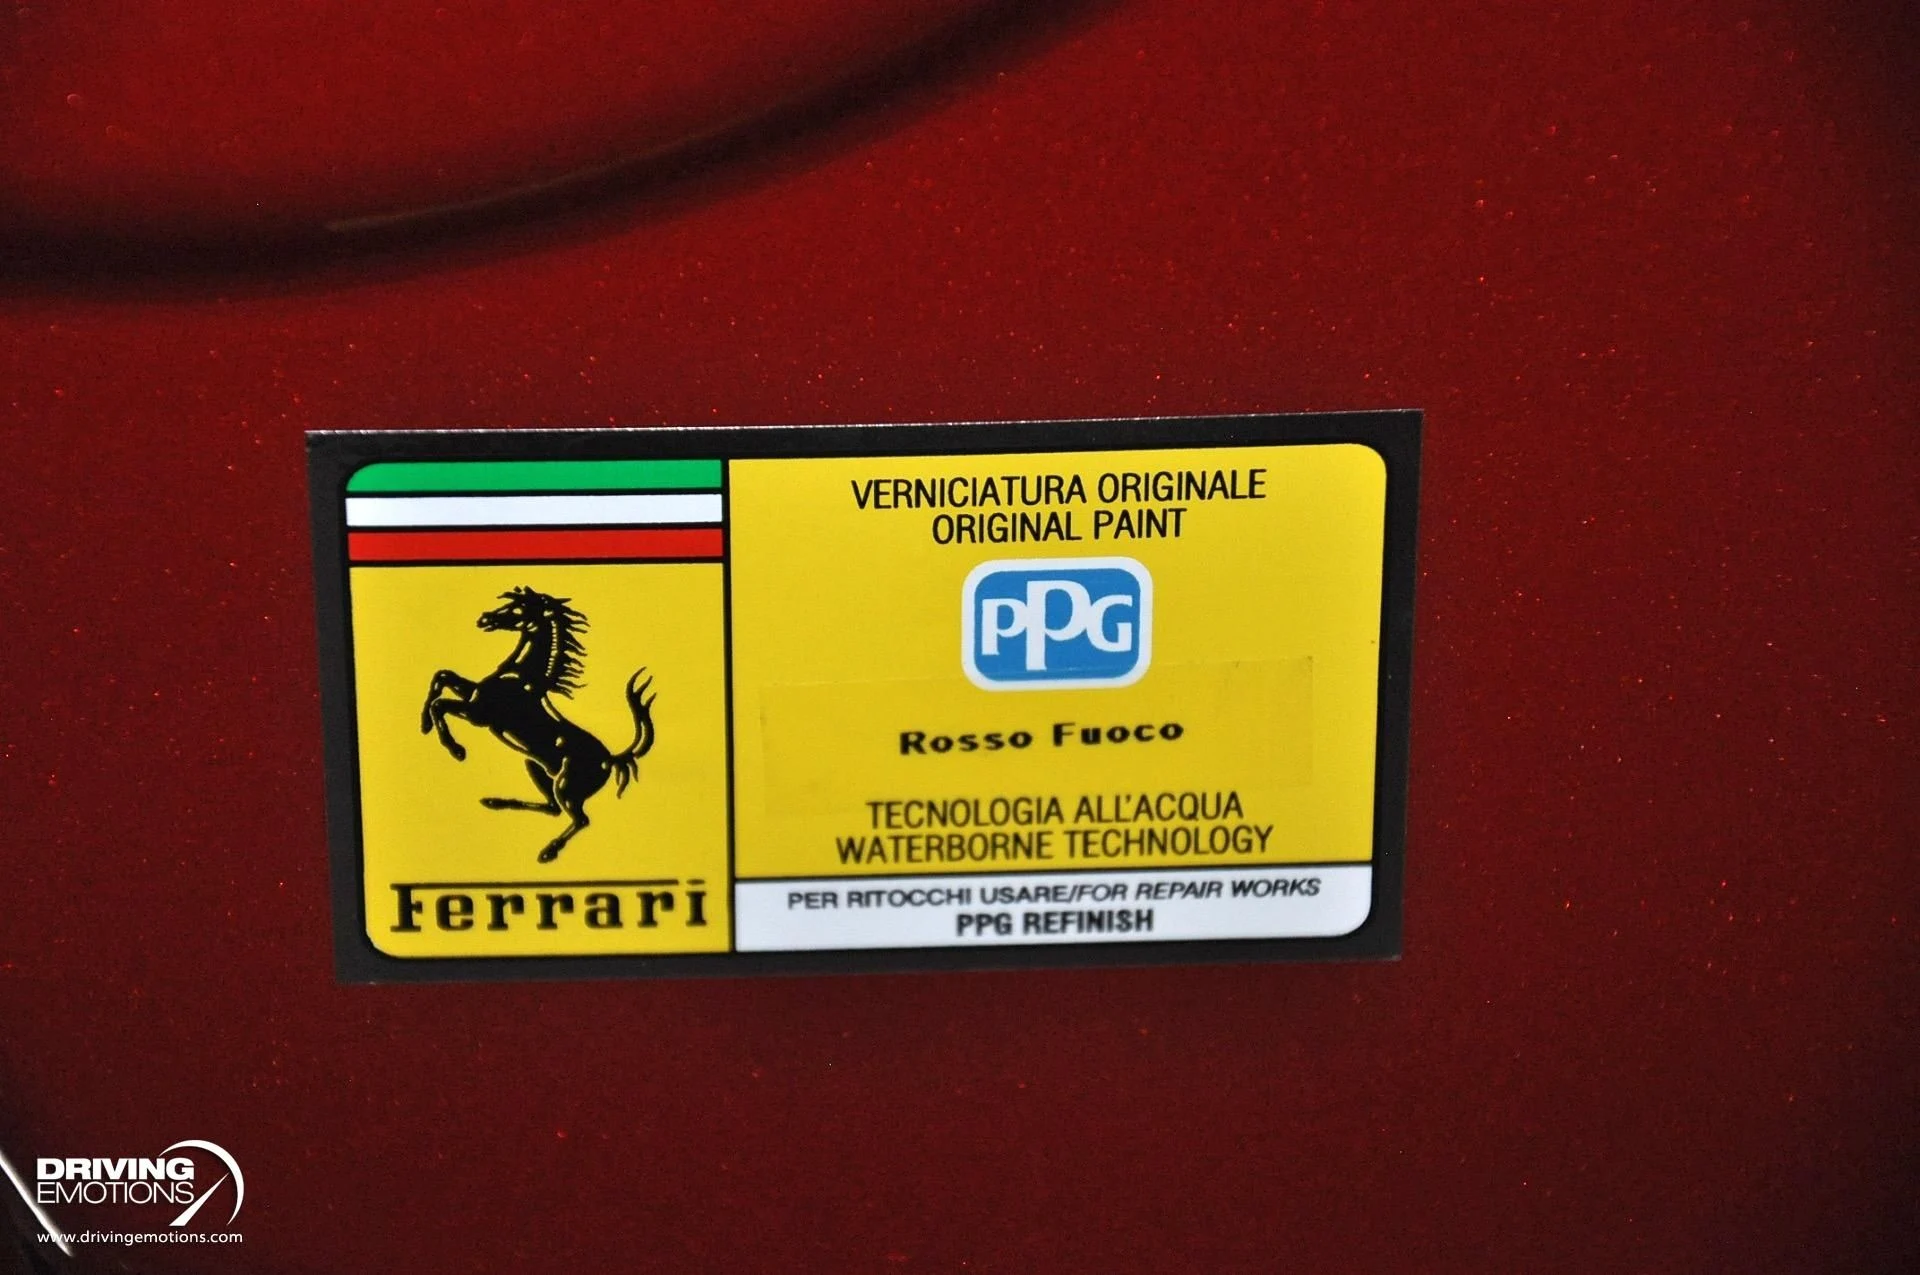 VERNICIATURA ORIGINALE
ORIGINAL PAINT
PPG
Rosso Fuoco
TECNOLOGIA ALL'ACQUA
WATERBORNE TECHNOLOGY
Ferrari
PER RITOCCHI USARE/FOR REPAIR WORKS
PPG REFINISH
DRIVING
EMOTIONS
www.drivingemotions.com